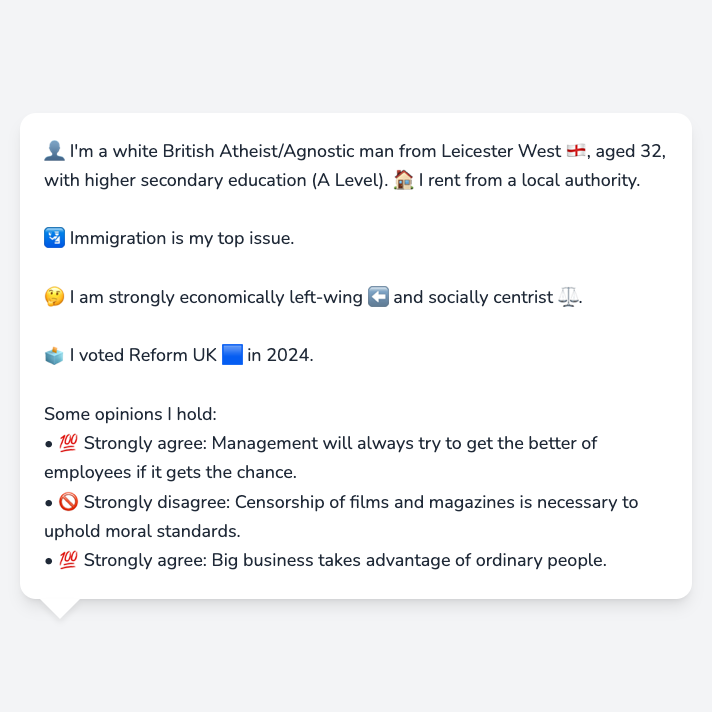 👤 I'm a white British Atheist/Agnostic man from Leicester West 🏴󠁧󠁢󠁥󠁮󠁧󠁿, aged 32,
with higher secondary education (A Level). 🏠 I rent from a local authority.
🛂 Immigration is my top issue.
🤔 I am strongly economically left-wing ⬅️ and socially centrist ⚖️.
🗳️ I voted Reform UK 🟦 in 2024.
Some opinions I hold:
• 💯 Strongly agree: Management will always try to get the better of
employees if it gets the chance.
• 🚫 Strongly disagree: Censorship of films and magazines is necessary to
uphold moral standards.
• 💯 Strongly agree: Big business takes advantage of ordinary people.